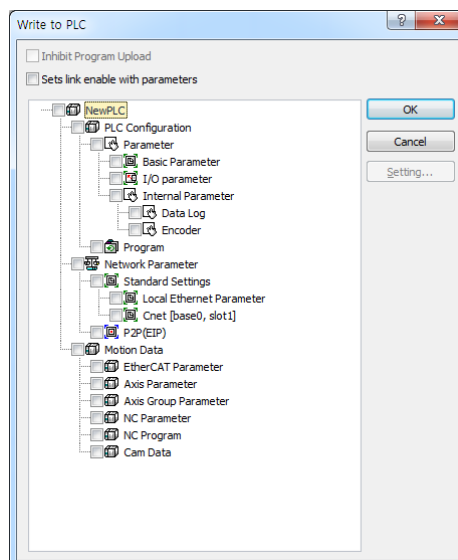 Write to PLC
?
X
Inhibit Program Upload
Sets link enable with parameters
NewPLC
OK
PLC Configuration
Parameter
Cancel
Basic Parameter
I/O parameter
Setting...
Internal Parameter
Data Log
Encoder
Program
Network Parameter
Standard Settings
Local Ethernet Parameter
Cnet [base0, slot1]
P2P(EIP)
Motion Data
EtherCAT Parameter
Axis Parameter
Axis Group Parameter
NC Parameter
NC Program
Cam Data